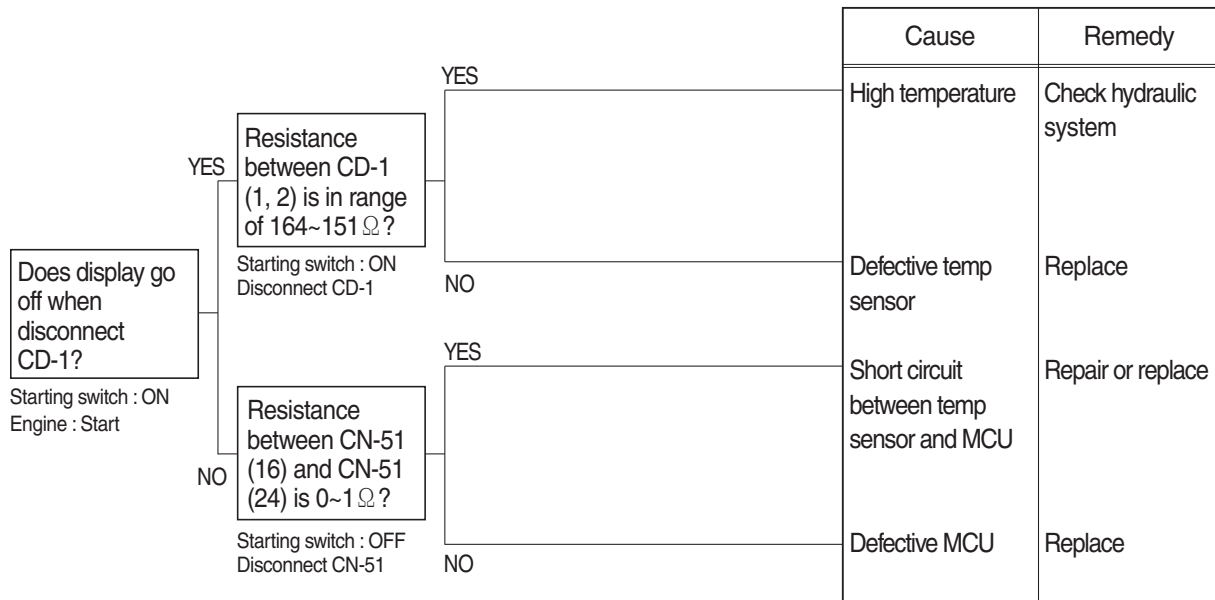 Does display go
off when
disconnect
CD-1?
Starting switch : ON
Engine : Start
YES
Resistance
between CD-1
(1, 2) is in range
of 164~151Ω?
Starting switch : ON
Disconnect CD-1
NO
Resistance
between CN-51
(16) and CN-51
(24) is 0~1Ω?
Starting switch : OFF
Disconnect CN-51
YES
NO
YES
NO
Cause
Remedy
High temperature
Check hydraulic
system
Defective temp
sensor
Replace
Short circuit
between temp
sensor and MCU
Repair or replace
Defective MCU
Replace